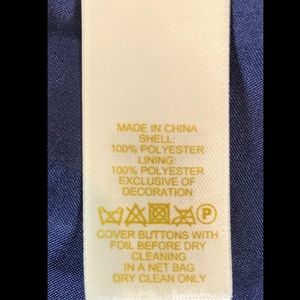 MADE IN CHINA
SHELL:
100% POLYESTER
LINING:
100% POLYESTER
EXCLUSIVE OF
DECORATION
P
COVER BUTTONS WITH
FOIL BEFORE DRY
CLEANING
IN A NET BAG
DRY CLEAN ONLY